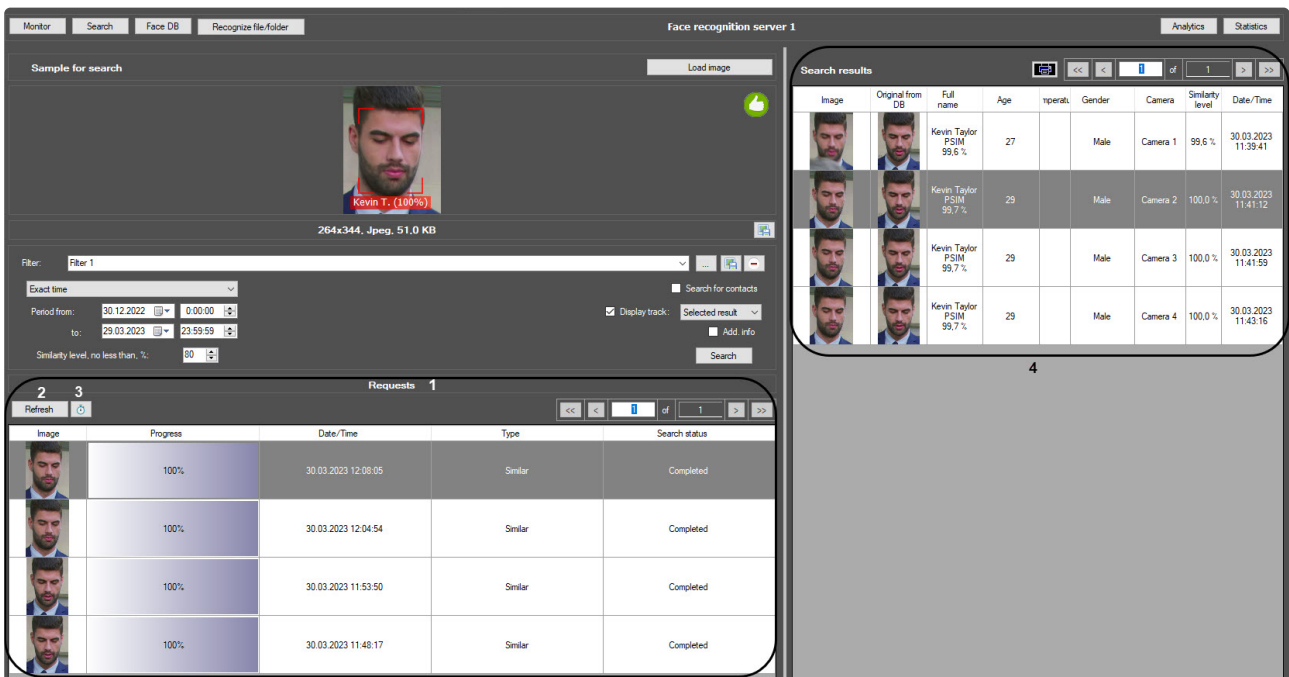 Monitor Search Face DB Recognize file/folder Face recognition server 1 Analytics Statistics
Sample for search Load image
Kevin T. (100%)
264x344, Jpeg, 51,0 KB
Filter: Filter 1 ...
Exact time Search for contacts
Period from: 30.12.2022 0:00:00 Display track: Selected result
to: 29.03.2023 23:59:59 Add. info
Similarity level, no less than, %: 80 Search
Requests 1
2 3
Refresh << < 1 of 1 > >>
Image Progress Date/Time Type Search status
100% 30.03.2023 12:08:05 Similar Completed
100% 30.03.2023 12:04:54 Similar Completed
100% 30.03.2023 11:53:50 Similar Completed
100% 30.03.2023 11:48:17 Similar Completed
Search results << < 1 of 1 > >>
Image Original from DB Full name Age mperatu Gender Camera Similarity level Date/Time
Kevin Taylor
PSIM 27 Male Camera 1 99,6 % 30.03.2023
99,6 % 11:39:41
Kevin Taylor
PSIM 29 Male Camera 2 100,0 % 30.03.2023
99,7 % 11:41:12
Kevin Taylor
PSIM 29 Male Camera 3 100,0 % 30.03.2023
99,7 % 11:41:59
Kevin Taylor
PSIM 29 Male Camera 4 100,0 % 30.03.2023
99,7 % 11:43:16
4